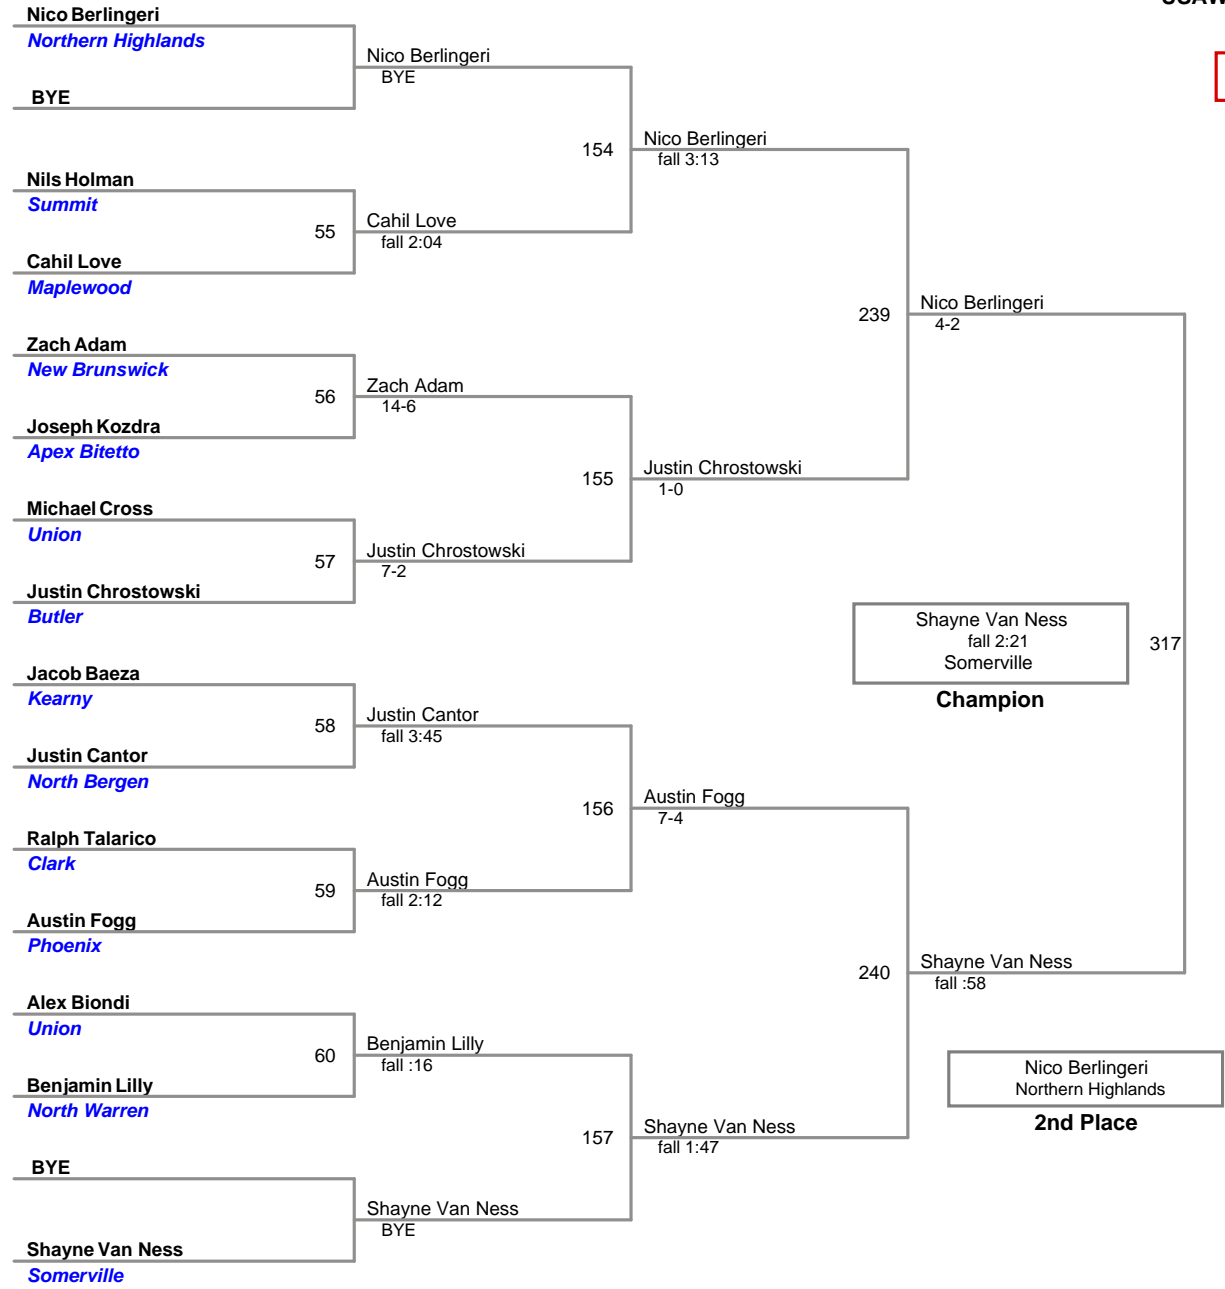 Nico Berlingeri
Northern Highlands
BYE
Nils Holman
Summit
Cahil Love
Maplewood
Zach Adam
New Brunswick
Joseph Kozdra
Apex Bitetto
Michael Cross
Union
Justin Chrostowski
Butler
Jacob Baeza
Kearny
Justin Cantor
North Bergen
Ralph Talarico
Clark
Austin Fogg
Phoenix
Alex Biondi
Union
Benjamin Lilly
North Warren
BYE
Shayne Van Ness
Somerville
55
56
57
58
59
60
Nico Berlingeri
BYE
Cahil Love
fall 2:04
Zach Adam
14-6
Justin Chrostowski
7-2
Justin Cantor
fall 3:45
Austin Fogg
fall 2:12
Benjamin Lilly
fall :16
Shayne Van Ness
BYE
154
155
156
157
Nico Berlingeri
fall 3:13
Justin Chrostowski
1-0
Austin Fogg
7-4
Shayne Van Ness
fall 1:47
239
240
Nico Berlingeri
4-2
Shayne Van Ness
fall :58
317
Shayne Van Ness
fall 2:21
Somerville
Champion
Nico Berlingeri
Northern Highlands
2nd Place